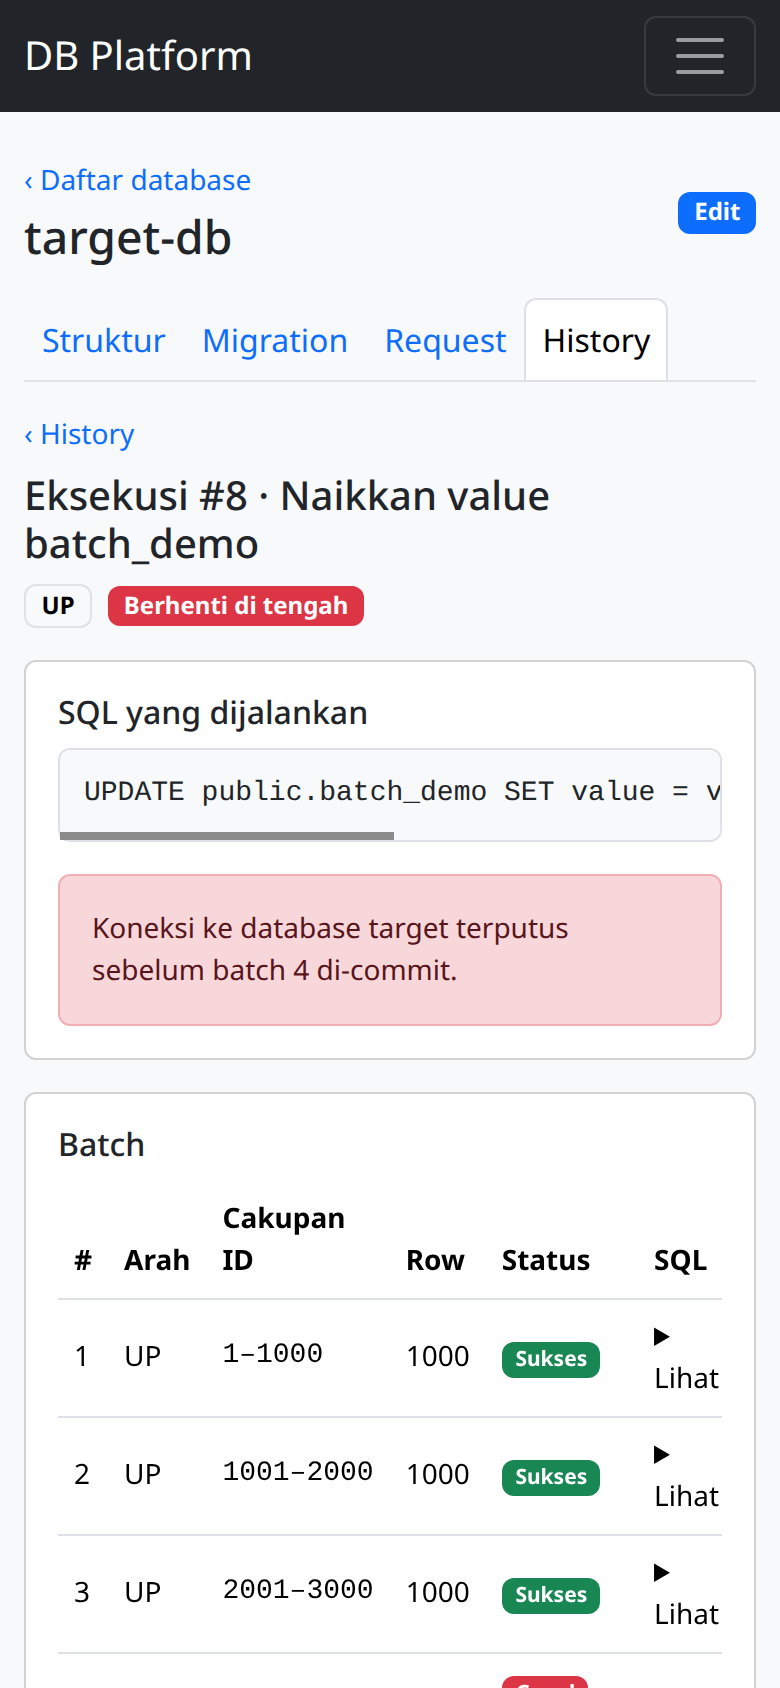 DB Platform
‹ Daftar database
target-db
Edit
Struktur Migration Request History
‹ History
Eksekusi #8 · Naikkan value
batch_demo
UP Berhenti di tengah
SQL yang dijalankan
UPDATE public.batch_demo SET value = v
Koneksi ke database target terputus
sebelum batch 4 di-commit.
Batch
# Arah Cakupan ID Row Status SQL
1 UP 1–1000 1000 Sukses ▶ Lihat
2 UP 1001–2000 1000 Sukses ▶ Lihat
3 UP 2001–3000 1000 Sukses ▶ Lihat